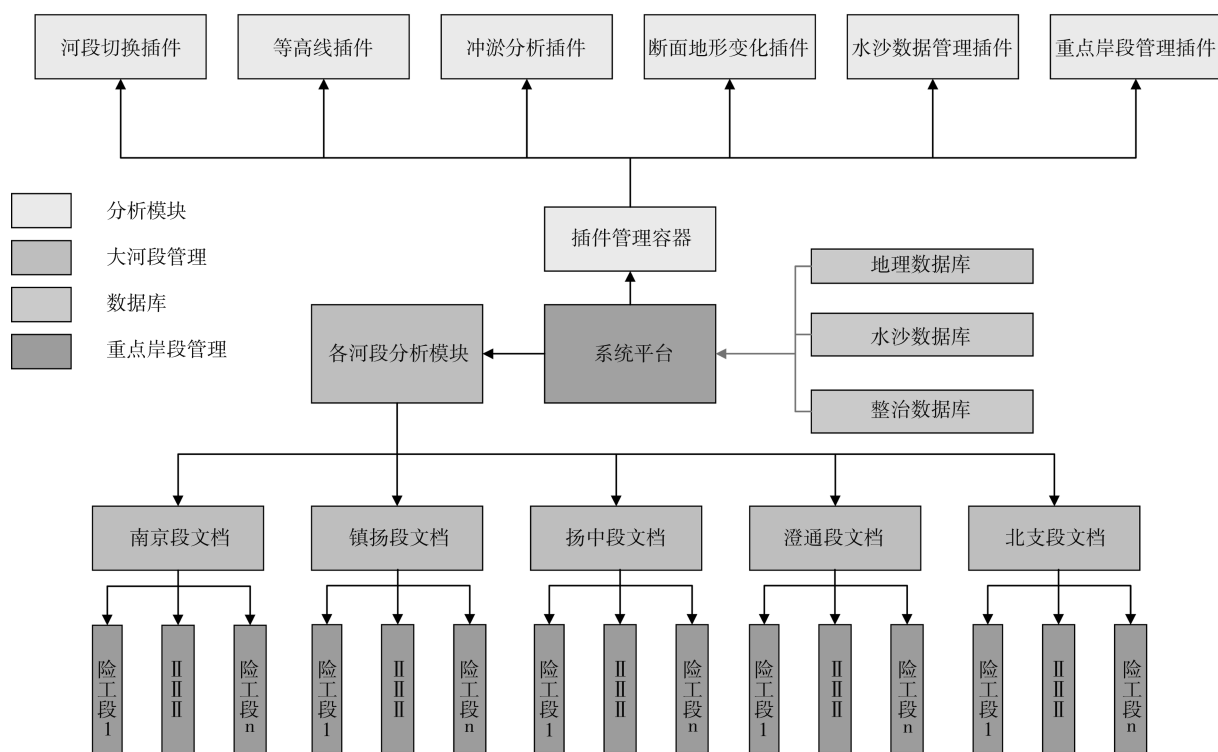 河段切换插件
等高线插件
冲淤分析插件
断面地形变化插件
水沙数据管理插件
重点岸段管理插件
分析模块
大河段管理
数据库
重点岸段管理
插件管理容器
各河段分析模块
系统平台
地理数据库
水沙数据库
整治数据库
南京段文档
镇扬段文档
扬中段文档
澄通段文档
北支段文档
险工段1
ⅡⅡⅡ
险工段n
险工段1
ⅡⅡⅡ
险工段n
险工段1
ⅡⅡⅡ
险工段n
险工段1
ⅡⅡⅡ
险工段n
险工段1
ⅡⅡⅡ
险工段n